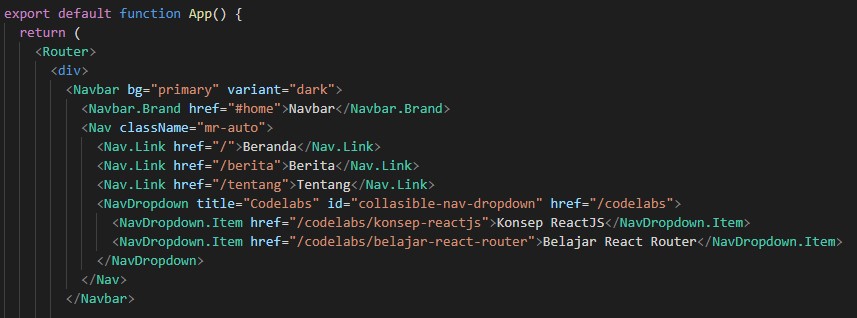 export default function App() {
return (
<Router>
<div>
<Navbar bg="primary" variant="dark">
<Navbar.Brand href="#home">Navbar</Navbar.Brand>
<Nav className="mr-auto">
<Nav.Link href="/">Beranda</Nav.Link>
<Nav.Link href="/berita">Berita</Nav.Link>
<Nav.Link href="/tentang">Tentang</Nav.Link>
<NavDropdown title="Codelabs" id="collasible-nav-dropdown" href="/codelabs">
<NavDropdown.Item href="/codelabs/konsep-reactjs">Konsep ReactJS</NavDropdown.Item>
<NavDropdown.Item href="/codelabs/belajar-react-router">Belajar React Router</NavDropdown.Item>
</NavDropdown>
</Nav>
</Navbar>